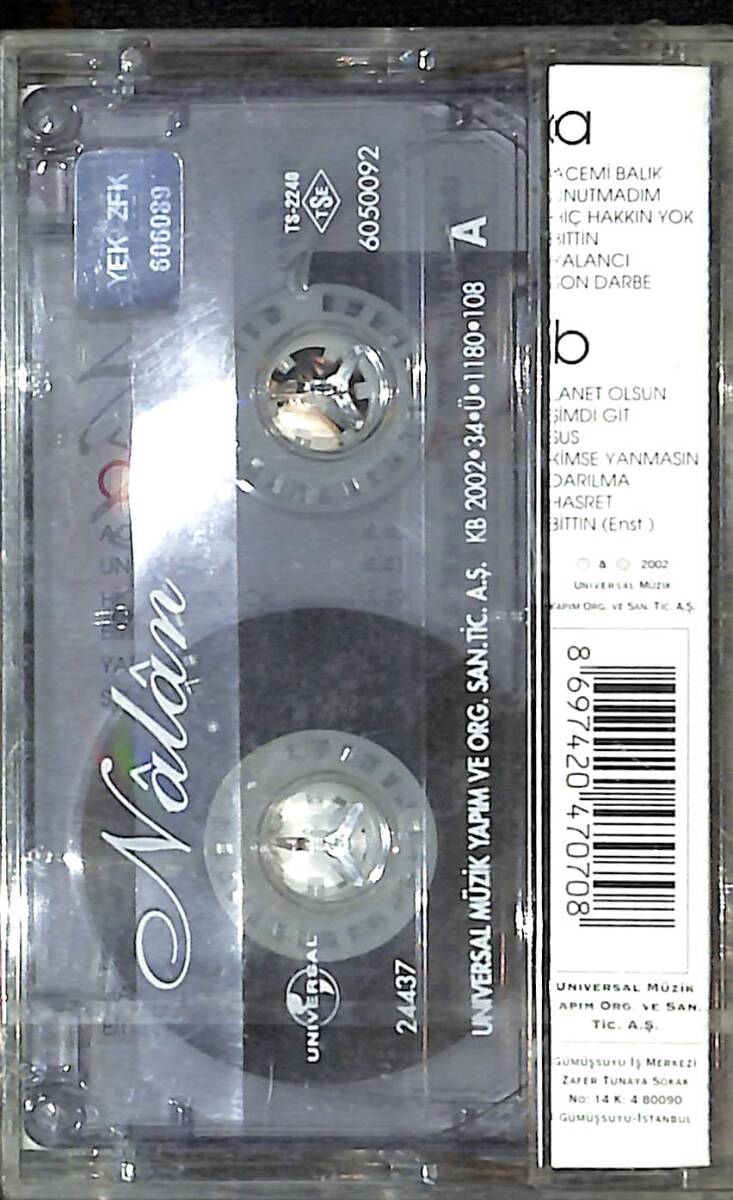 YEK-ZFK
606089
TS-2240
TSE
6050092
A
Nâlân
UNIVERSAL
24437
UNIVERSAL MÜZİK YAPIM VE ORG. SAN.TİC. A.Ş. KB 2002•34•Ü•1180•108
a
ACEMİ BALIK
UNUTMADIM
HİÇ HAKKIN YOK
BİTTİN
YALANCI
SON DARBE
b
LANET OLSUN
ŞİMDİ GİT
SUS
KİMSE YANMASIN
DARILMA
HASRET
BİTTİN (Enst.)
℗ & © 2002
UNIVERSAL MÜZİK
YAPIM ORG. VE SAN. TİC. A.Ş.
8 697420 470708
UNIVERSAL MÜZİK
YAPIM ORG. VE SAN.
TİC. A.Ş.
GÜMÜŞSUYU İŞ MERKEZİ
ZAFER TUNAYA SOKAK
NO: 14 K: 4 80090
GÜMÜŞSUYU-İSTANBUL